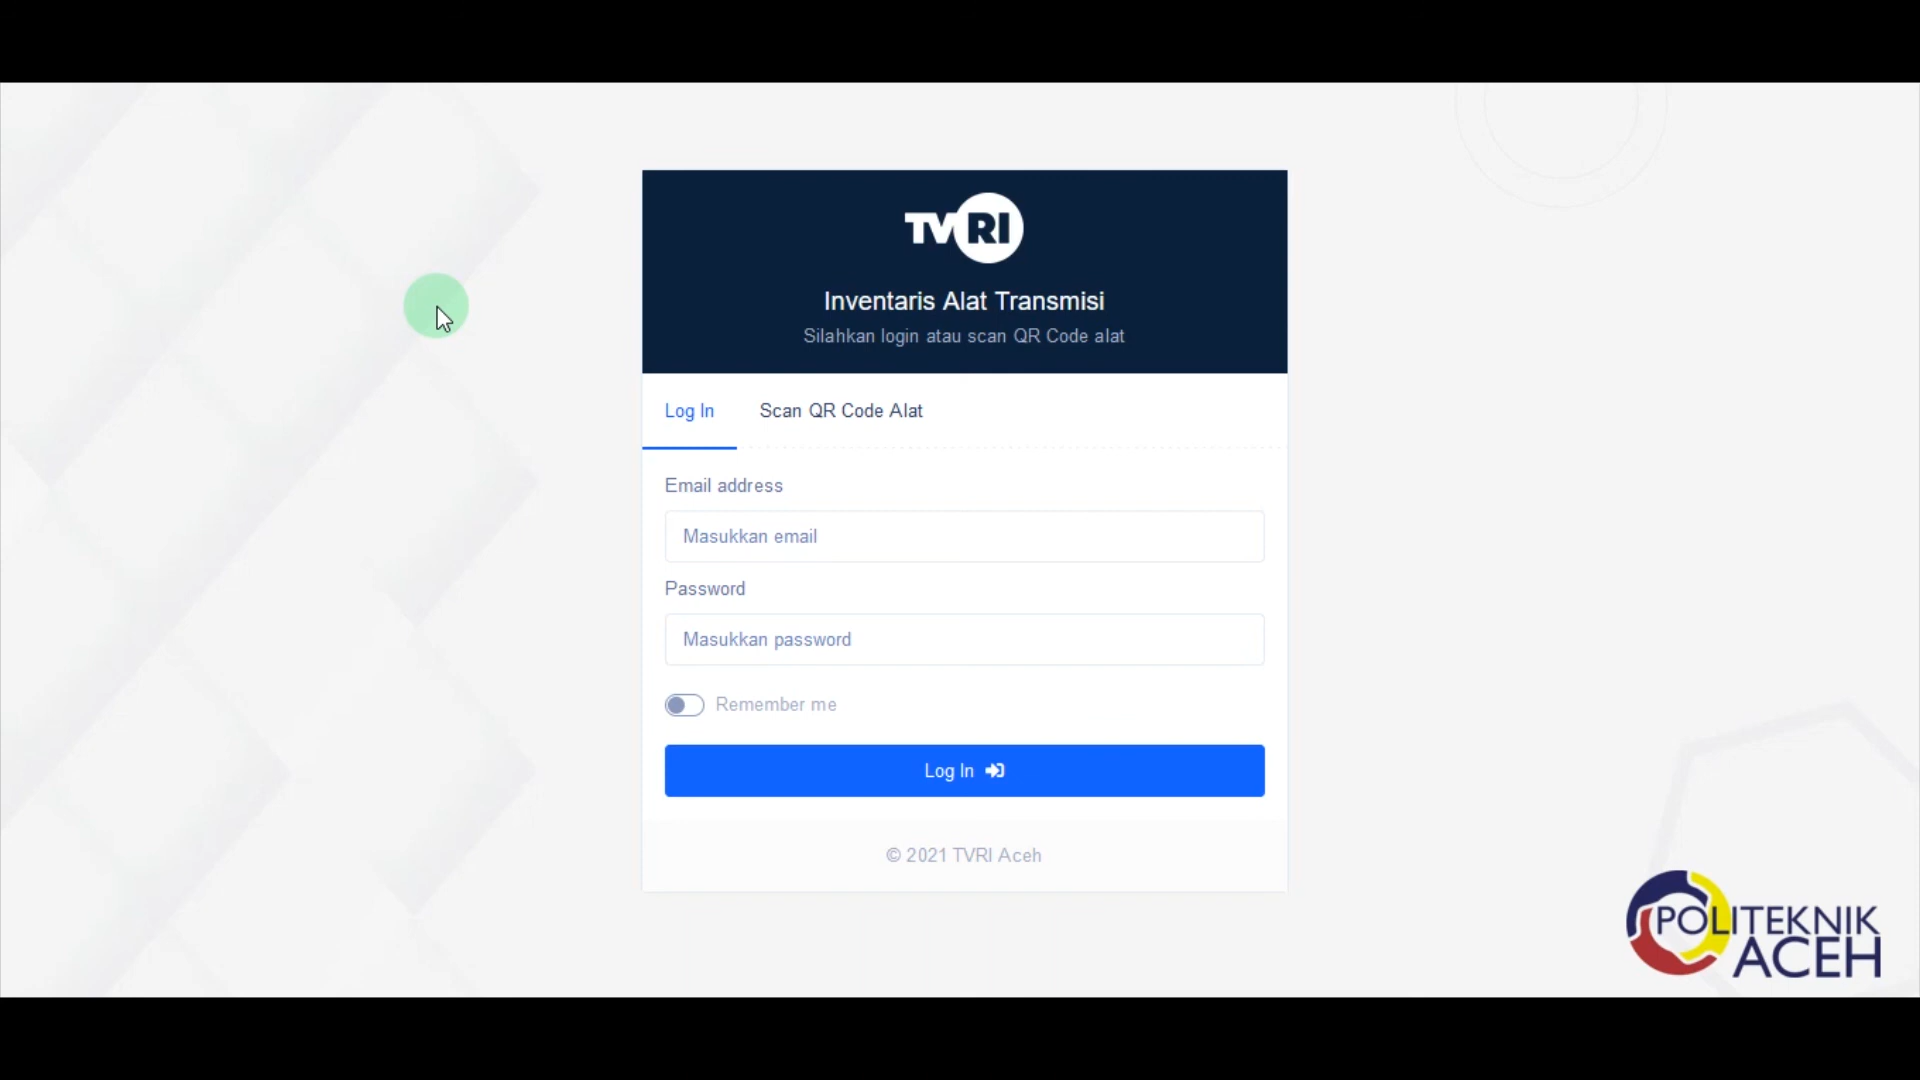 TVRI
Inventaris Alat Transmisi
Silahkan login atau scan QR Code alat
Log In
Scan QR Code Alat
Email address
Masukkan email
Password
Masukkan password
Remember me
Log In
© 2021 TVRI Aceh
POLITEKNIK
ACEH